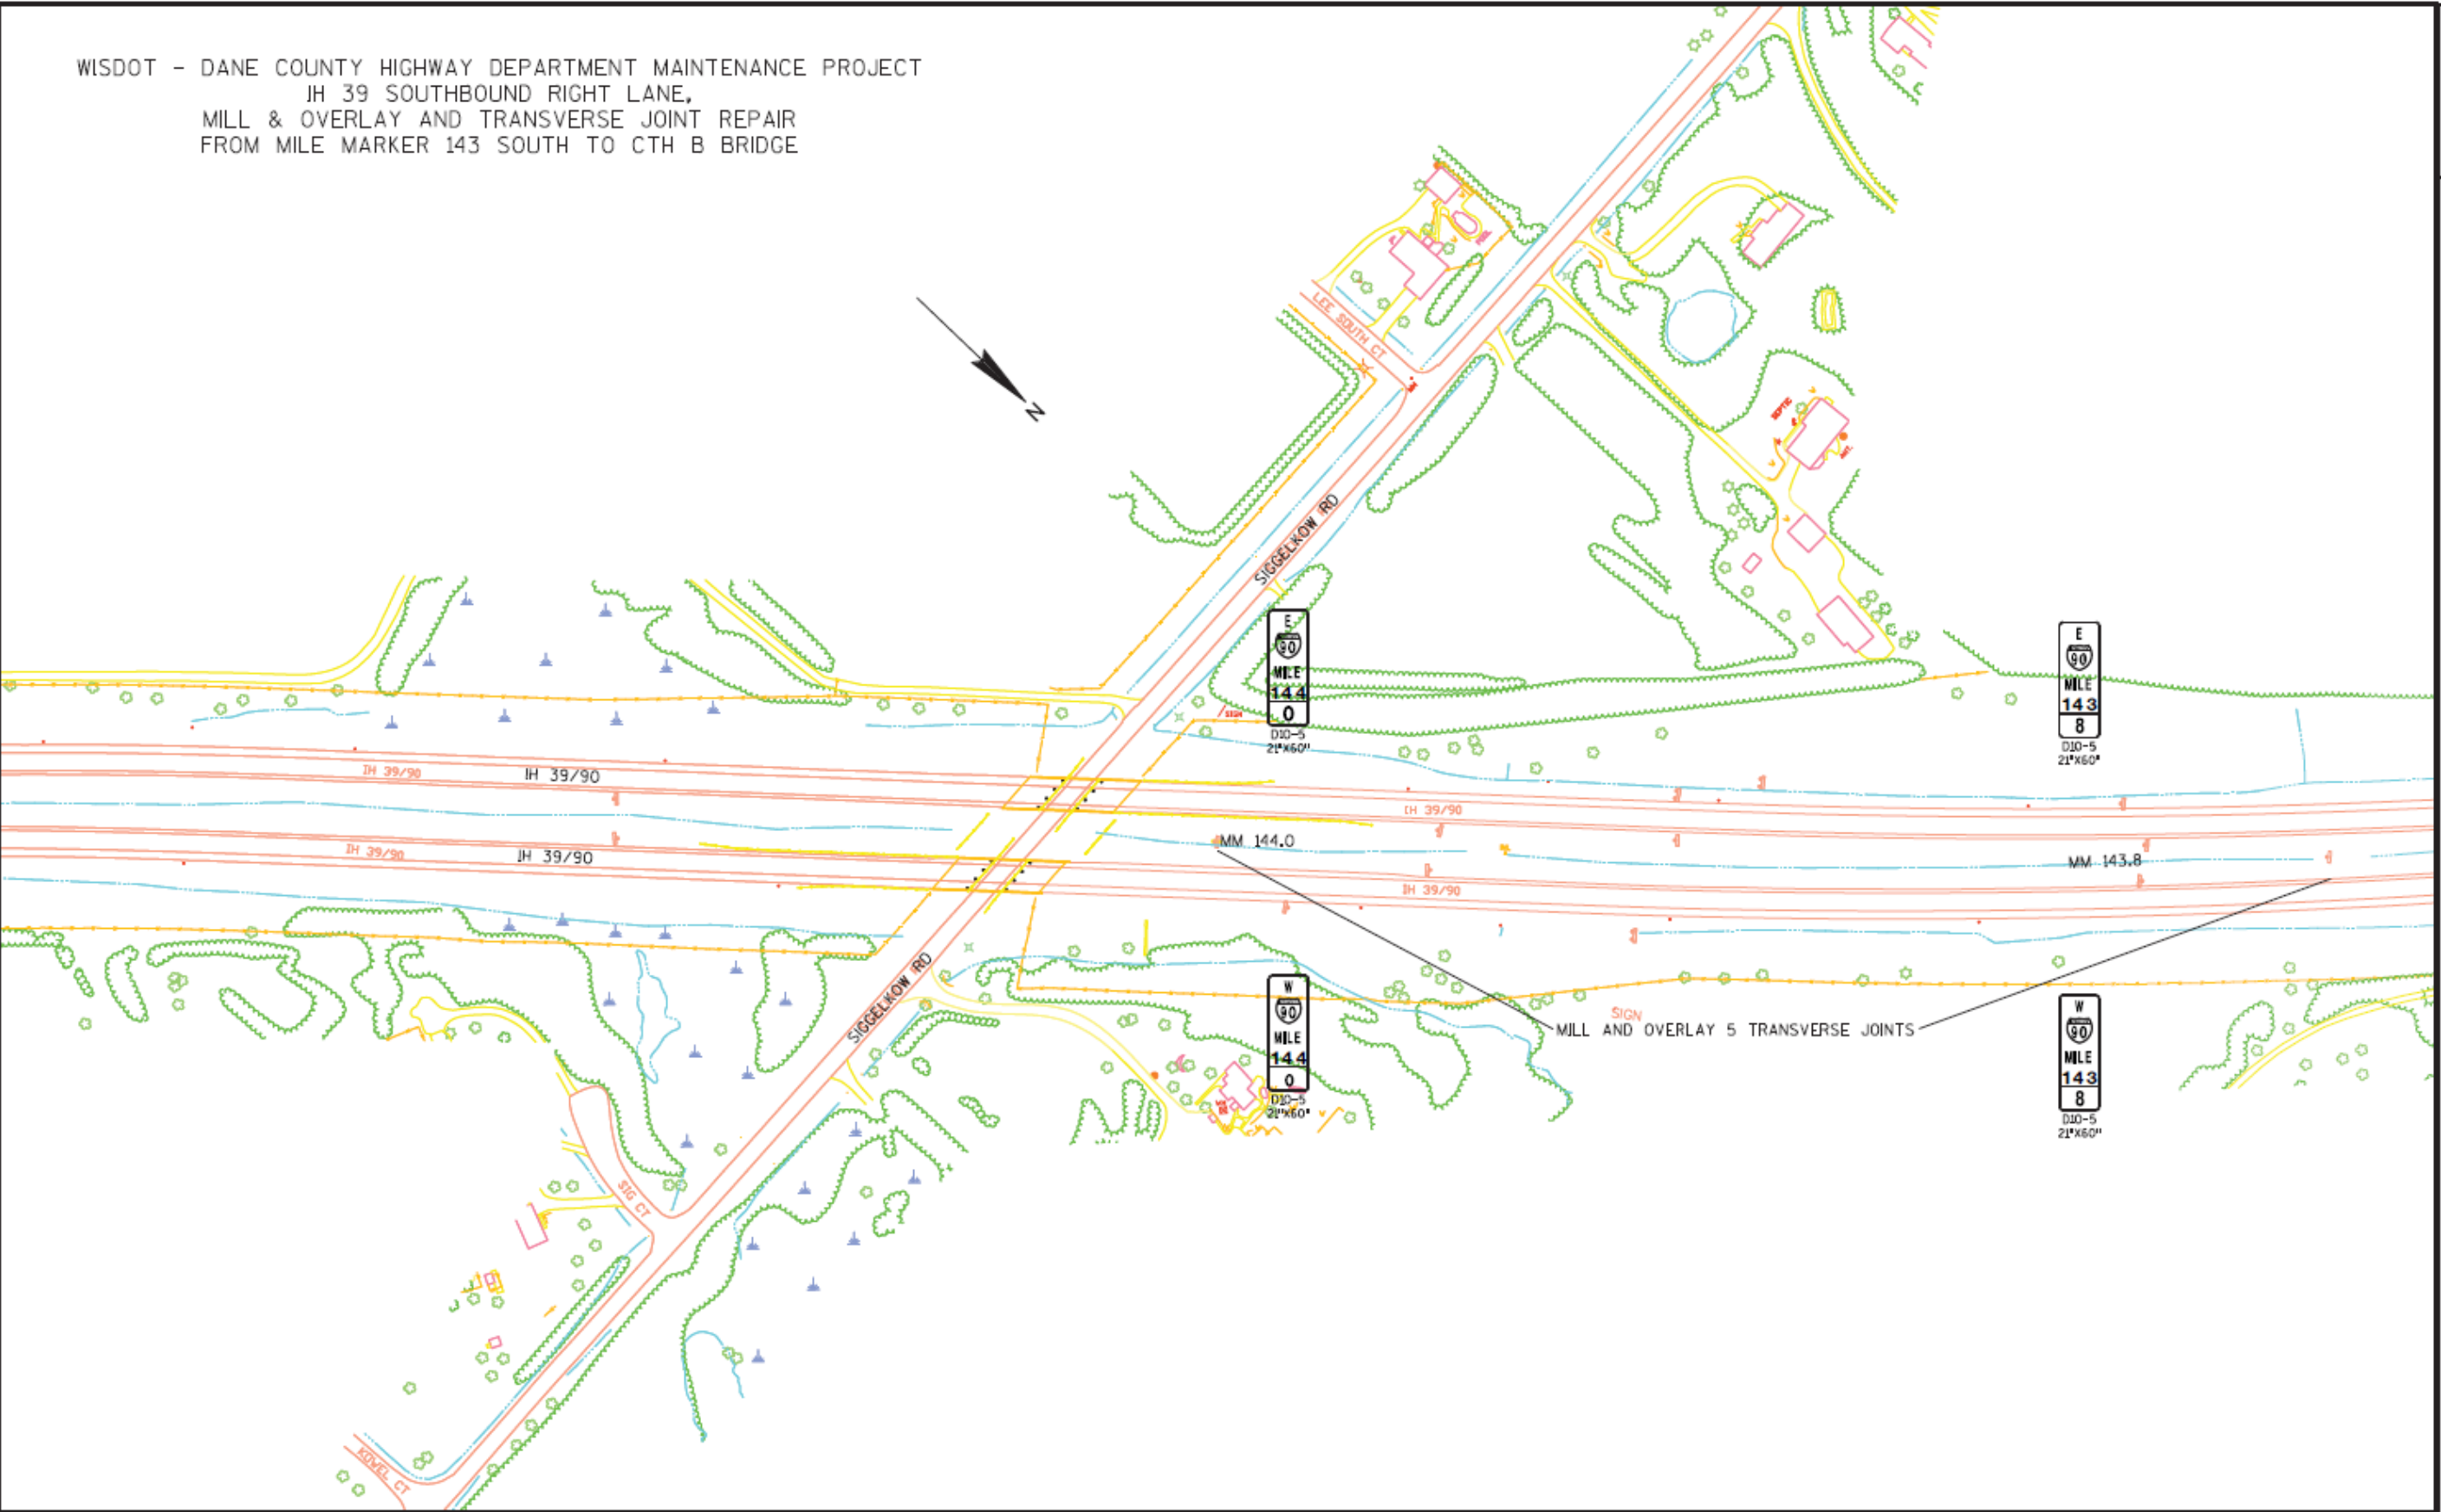 WISDOT - DANE COUNTY HIGHWAY DEPARTMENT MAINTENANCE PROJECT
IH 39 SOUTHBOUND RIGHT LANE,
MILL & OVERLAY AND TRANSVERSE JOINT REPAIR
FROM MILE MARKER 143 SOUTH TO CTH B BRIDGE
N
POOL
LEE SOUTH CT
SEPTIC
ANT.
SIGGELKOW RD
E
90
MILE
144
0
D10-5
21"X60"
E
90
MILE
143
8
D10-5
21"X60"
SIGN
IH 39/90
IH 39/90
IH 39/90
MM 144.0
IH 39/90
IH 39/90
MM 143.8
IH 39/90
SIGGELKOW RD
W
90
MILE
144
0
D10-5
21"X60"
W
90
MILE
143
8
D10-5
21"X60"
SIGN
MILL AND OVERLAY 5 TRANSVERSE JOINTS
SIG CT
KOWEL CT